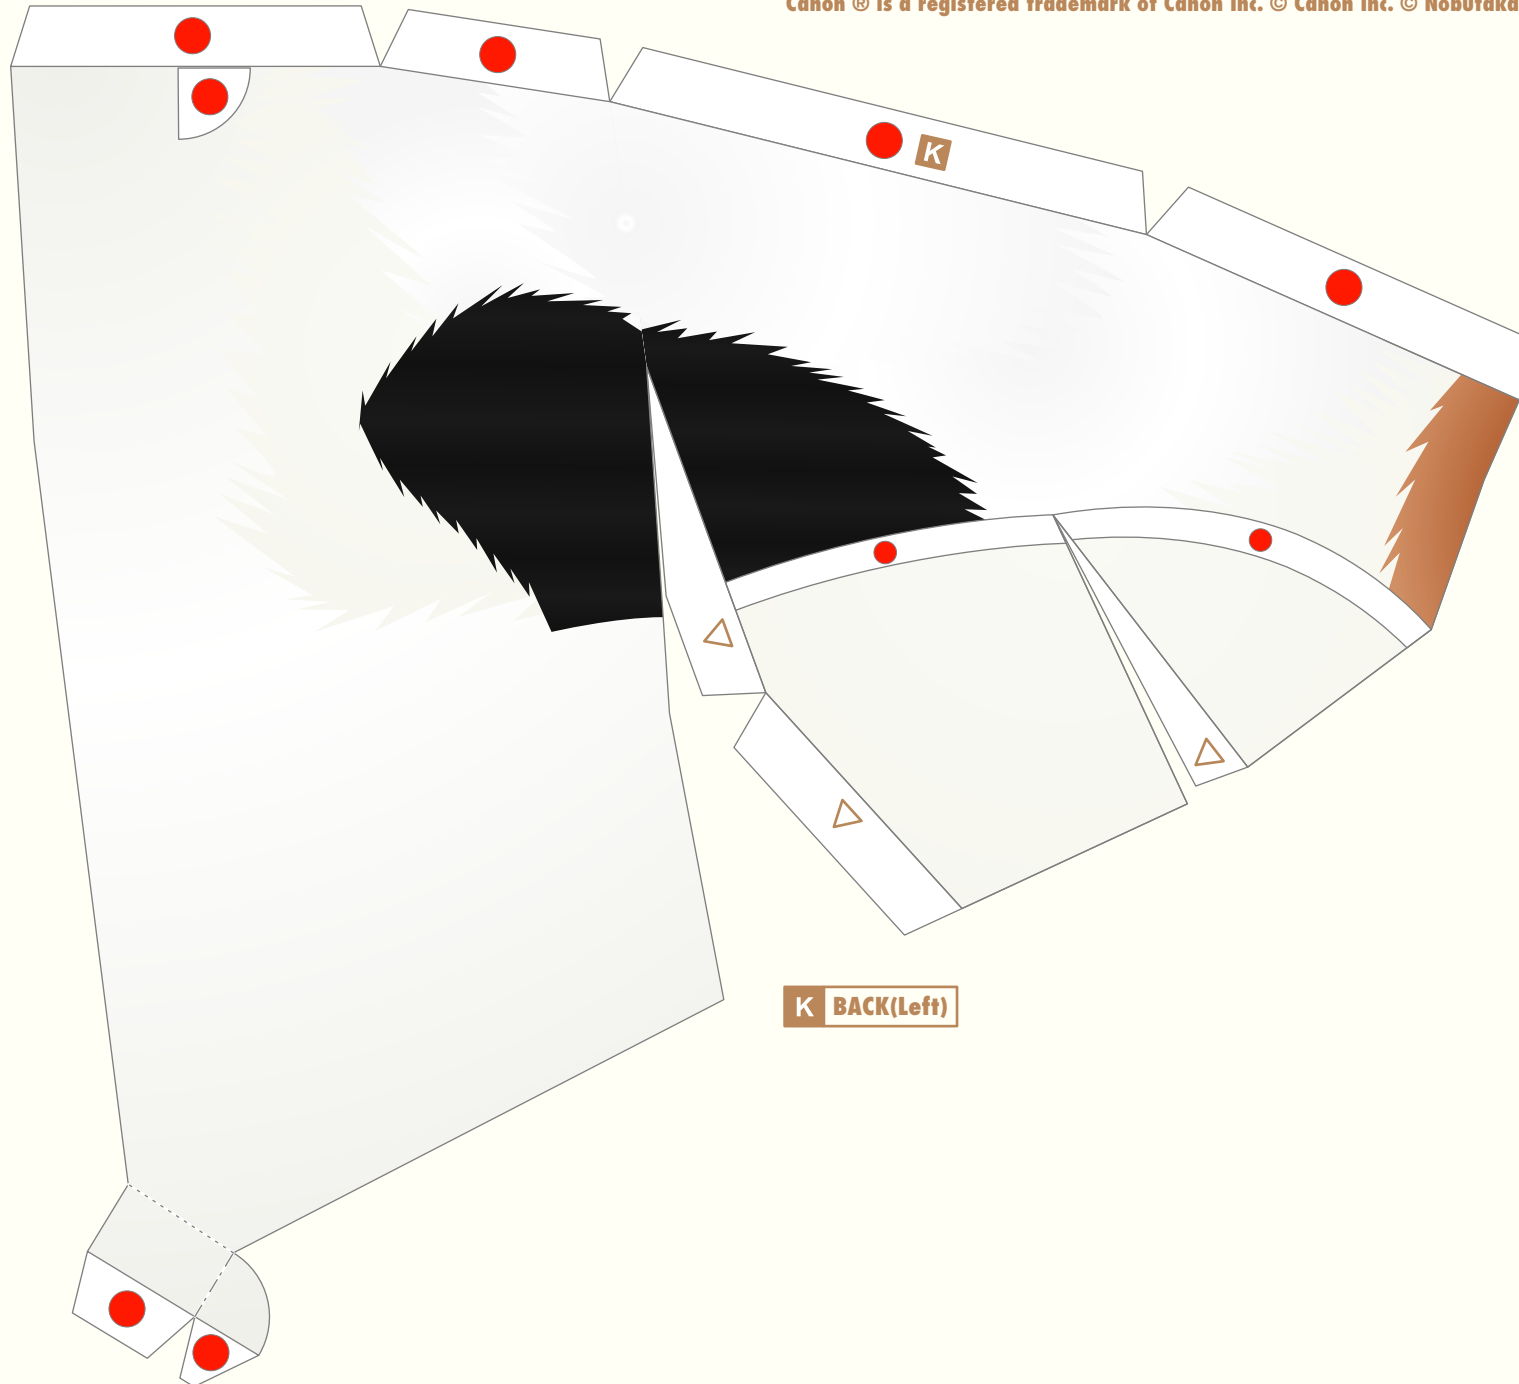 Canon ® is a registered trademark of Canon Inc. © Canon Inc. © Nobutaka
K
K BACK(Left)